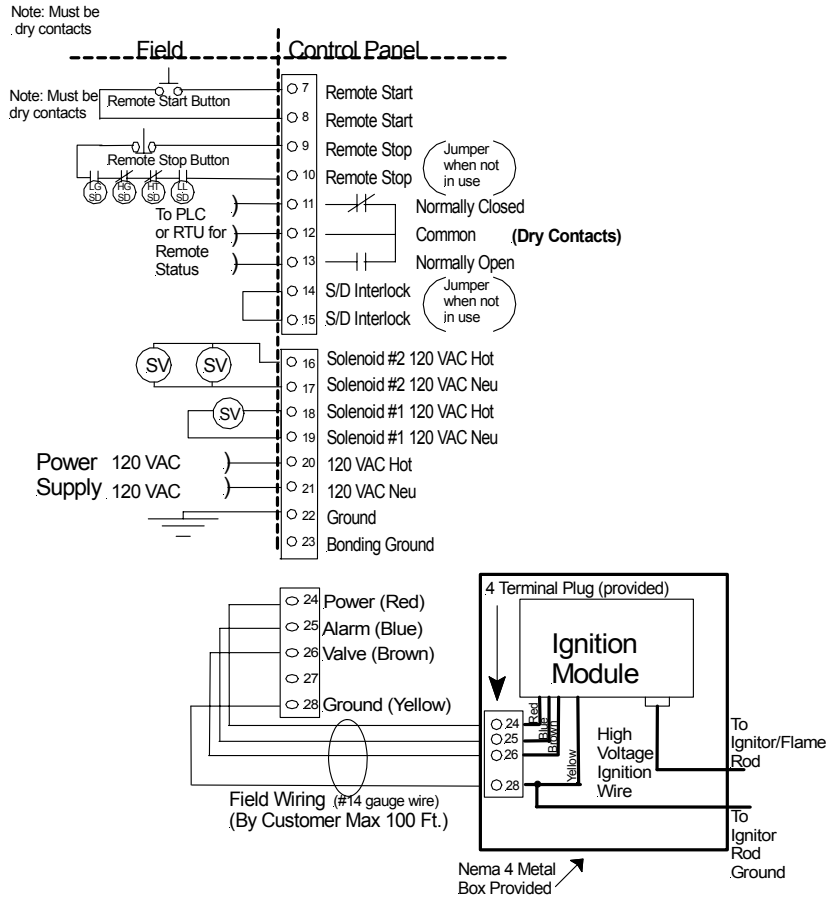 Note: Must be
dry contacts
Field
Control Panel
Note: Must be
dry contacts
Remote Start Button
7 Remote Start
8 Remote Start
9 Remote Stop
Remote Stop Button
10 Remote Stop
Jumper
when not
in use
LG
SD
HG
SD
HT
SD
LL
SD
To PLC
or RTU for
Remote
Status
11 Normally Closed
12 Common (Dry Contacts)
13 Normally Open
14 S/D Interlock
15 S/D Interlock
Jumper
when not
in use
SV SV
16 Solenoid #2 120 VAC Hot
17 Solenoid #2 120 VAC Neu
SV
18 Solenoid #1 120 VAC Hot
19 Solenoid #1 120 VAC Neu
Power 120 VAC
20 120 VAC Hot
Supply 120 VAC
21 120 VAC Neu
22 Ground
23 Bonding Ground
24 Power (Red)
25 Alarm (Blue)
26 Valve (Brown)
27
28 Ground (Yellow)
Field Wiring (#14 gauge wire)
(By Customer Max 100 Ft.)
4 Terminal Plug (provided)
Ignition
Module
24
25
26
28
Red
Blue
Brown
Yellow
High
Voltage
Ignition
Wire
To
Ignitor/Flame
Rod
To
Ignitor
Rod
Ground
Nema 4 Metal
Box Provided